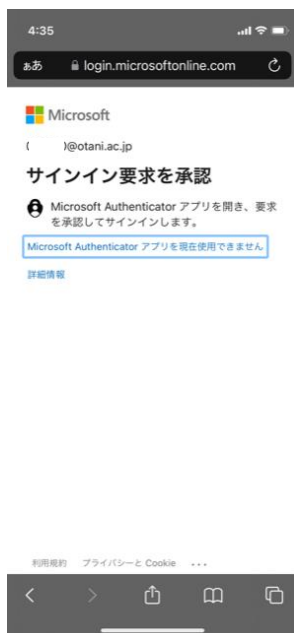 4:35
ああ login.microsoftonline.com
Microsoft
( )@otani.ac.jp
サインイン要求を承認
Microsoft Authenticator アプリを開き、要求
を承認してサインインします。
Microsoft Authenticator アプリを現在使用できません
詳細情報
利用規約 プライバシーと Cookie ...